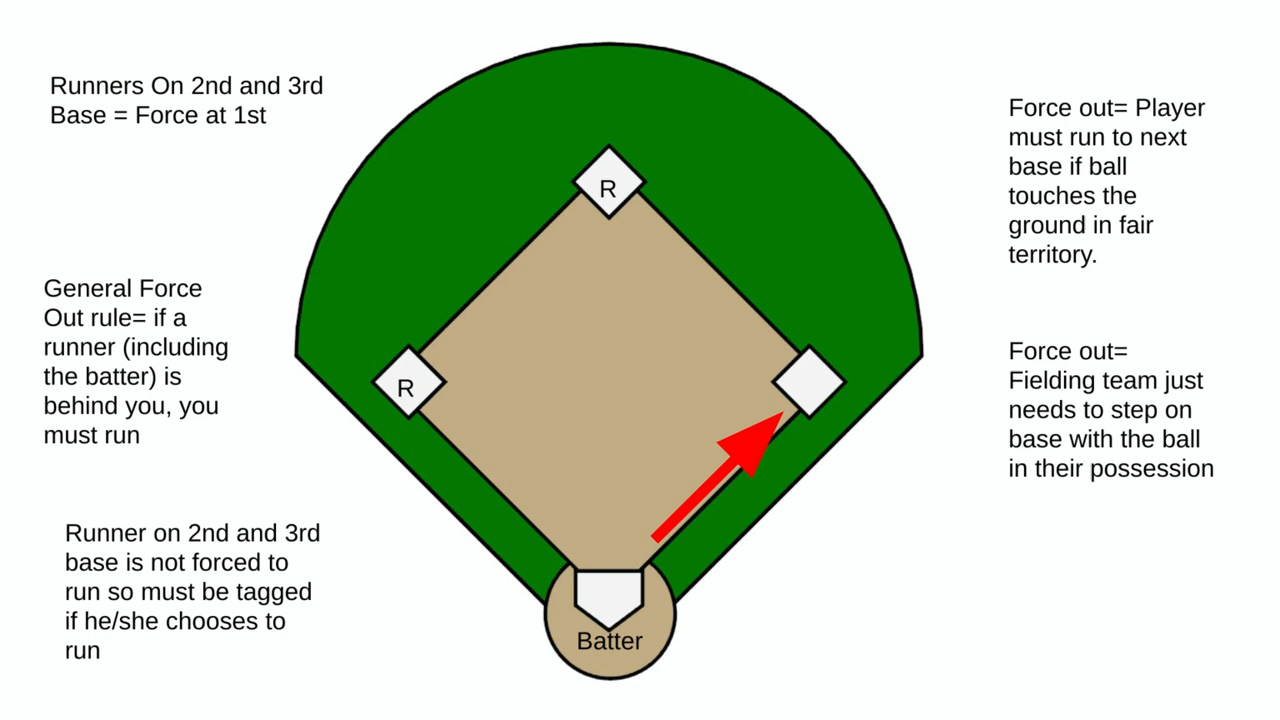 Runners On 2nd and 3rd
Base = Force at 1st
General Force
Out rule= if a
runner (including
the batter) is
behind you, you
must run
Runner on 2nd and 3rd
base is not forced to
run so must be tagged
if he/she chooses to
run
R
R
Batter
Force out= Player
must run to next
base if ball
touches the
ground in fair
territory.
Force out=
Fielding team just
needs to step on
base with the ball
in their possession